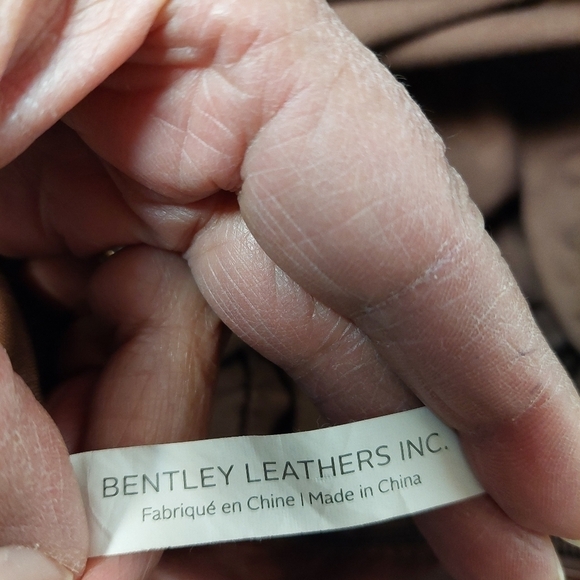 BENTLEY LEATHERS INC.
Fabriqué en Chine | Made in China